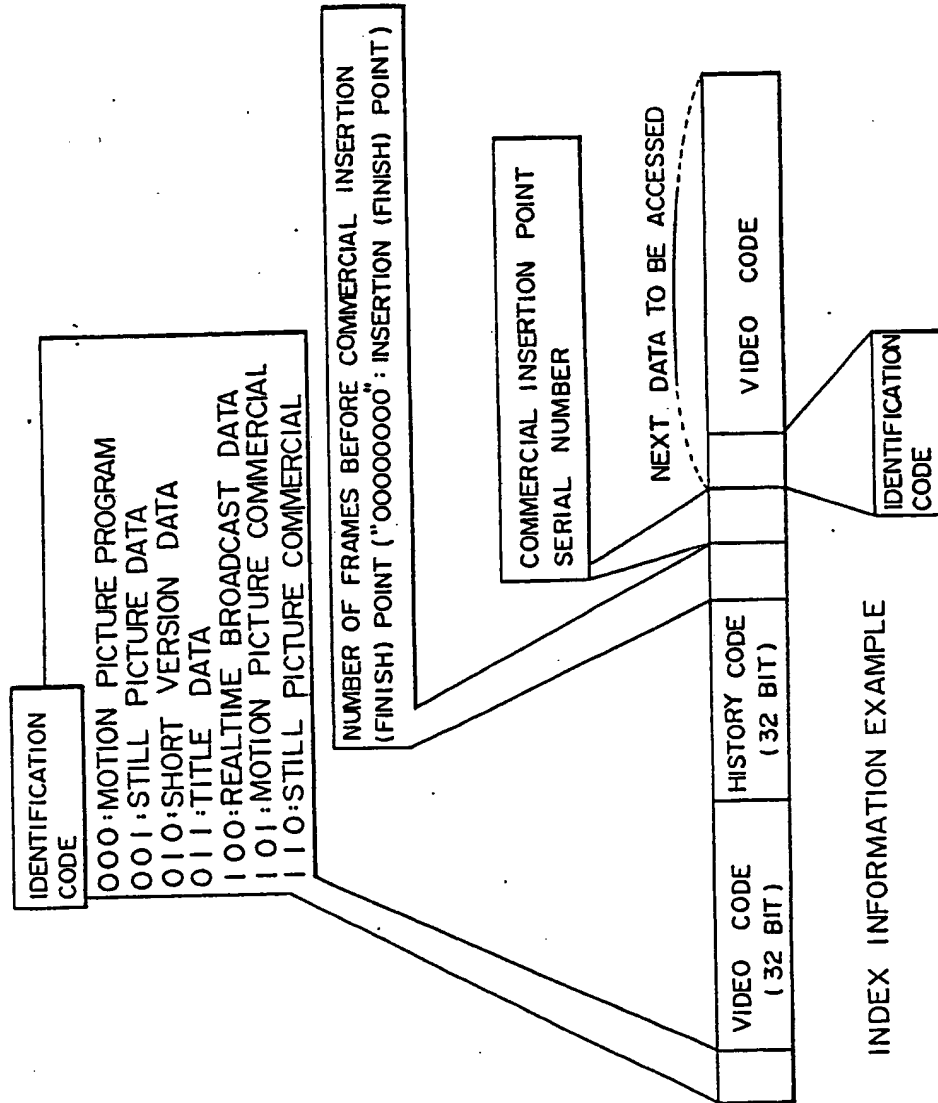 IDENTIFICATION
CODE
000:MOTION PICTURE PROGRAM
001:STILL PICTURE DATA
010:SHORT VERSION DATA
011:TITLE DATA
100:REALTIME BROADCAST DATA
101:MOTION PICTURE COMMERCIAL
110:STILL PICTURE COMMERCIAL
NUMBER OF FRAMES BEFORE COMMERCIAL INSERTION
(FINISH) POINT ("0000000": INSERTION (FINISH) POINT)
COMMERCIAL INSERTION POINT
SERIAL NUMBER
NEXT DATA TO BE ACCESSED
VIDEO CODE
(32 BIT)
HISTORY CODE
(32 BIT)
VIDEO CODE
IDENTIFICATION
CODE
INDEX INFORMATION EXAMPLE